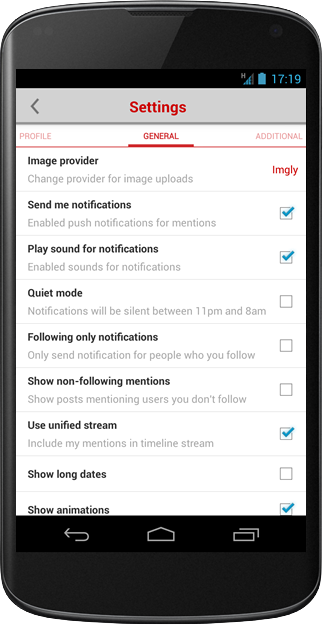 H 17:19
Settings
PROFILE GENERAL ADDITIONAL
Image provider
Change provider for image uploads
Imgly
Send me notifications
Enabled push notifications for mentions
Play sound for notifications
Enabled sounds for notifications
Quiet mode
Notifications will be silent between 11pm and 8am
Following only notifications
Only send notification for people who you follow
Show non-following mentions
Show posts mentioning users you don't follow
Use unified stream
Include my mentions in timeline stream
Show long dates
Show animations